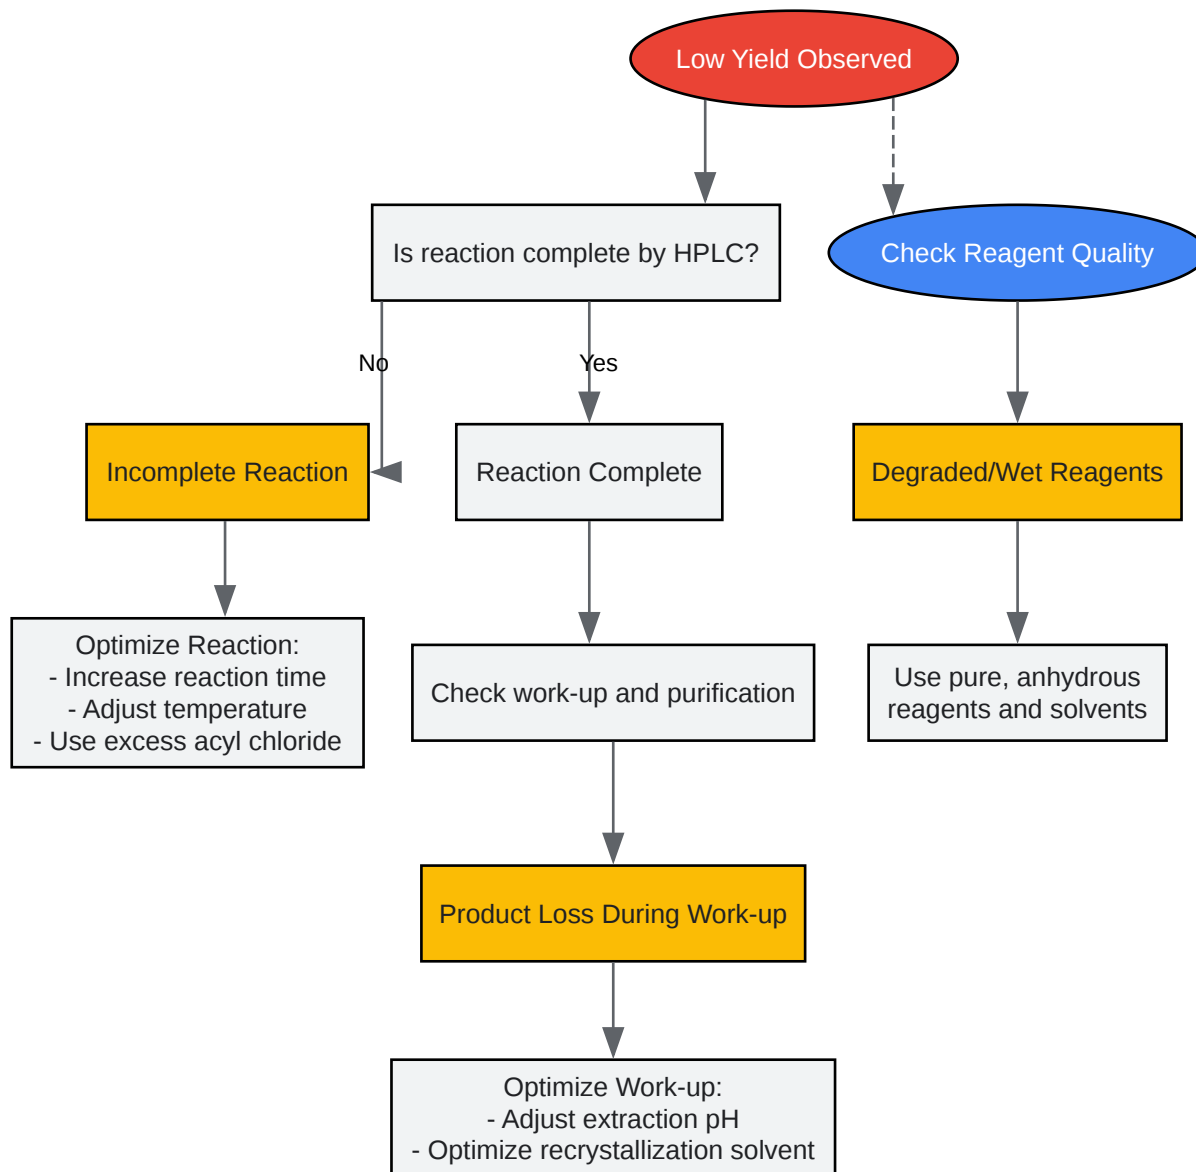 Low Yield Observed
Is reaction complete by HPLC?
Check Reagent Quality
No
Yes
Incomplete Reaction
Reaction Complete
Degraded/Wet Reagents
Optimize Reaction:
- Increase reaction time
- Adjust temperature
- Use excess acyl chloride
Check work-up and purification
Use pure, anhydrous
reagents and solvents
Product Loss During Work-up
Optimize Work-up:
- Adjust extraction pH
- Optimize recrystallization solvent